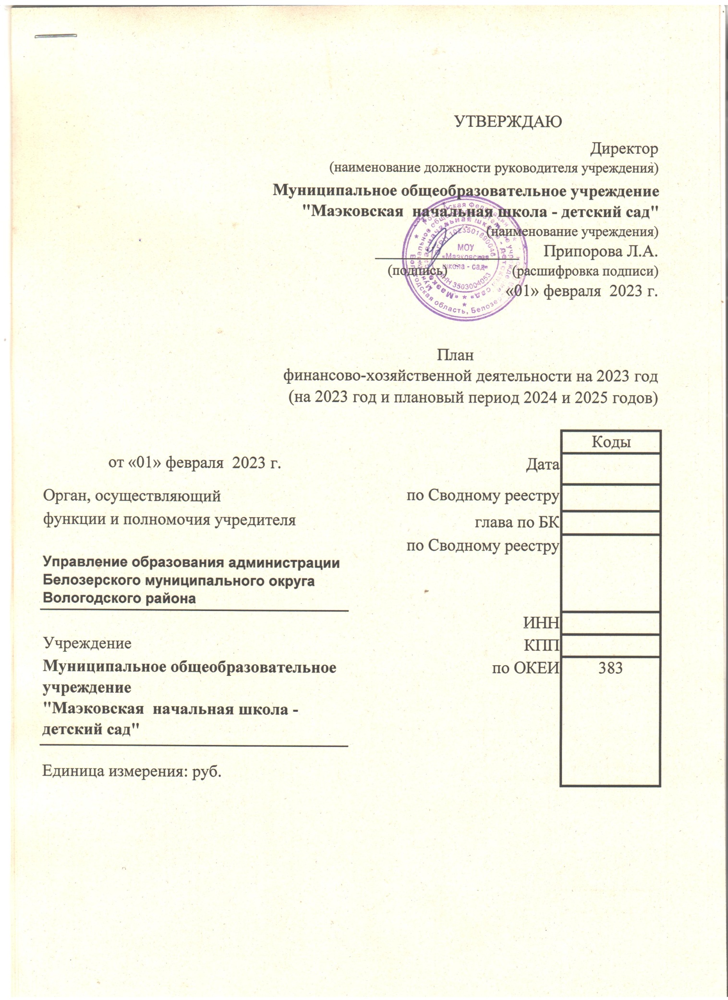 УТВЕРЖДАЮ
Директор
(наименование должности руководителя учреждения)
Муниципальное общеобразовательное учреждение
"Маэковская начальная школа - детский сад"
(наименование учреждения)
Припорова Л.А.
(подпись) (расшифровка подписи)
«01» февраля 2023 г.
МОУ
«Маэковская
школа - сад»
ИНН 3503004053
План
финансово-хозяйственной деятельности на 2023 год
(на 2023 год и плановый период 2024 и 2025 годов)
Коды
от «01» февраля 2023 г. Дата
Орган, осуществляющий по Сводному реестру
функции и полномочия учредителя глава по БК
по Сводному реестру
Управление образования администрации
Белозерского муниципального округа
Вологодского района
ИНН
Учреждение КПП
Муниципальное общеобразовательное по ОКЕИ 383
учреждение
"Маэковская начальная школа -
детский сад"
Единица измерения: руб.